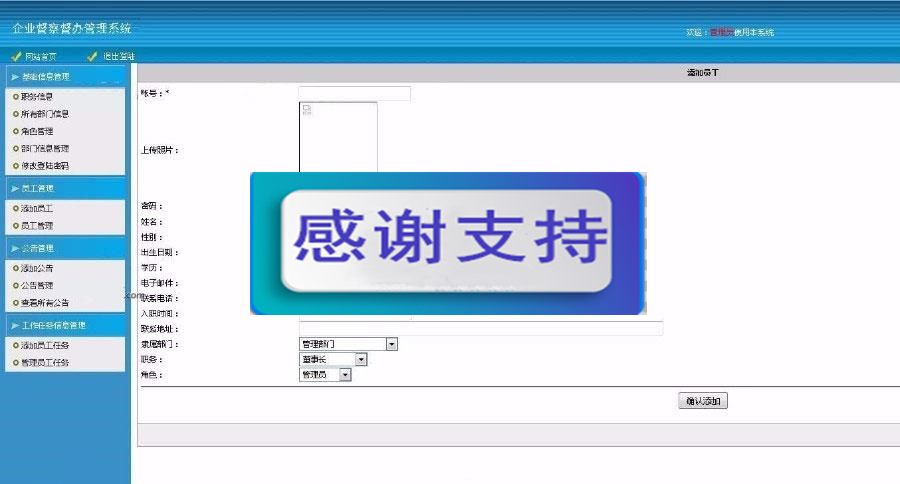 企业督察督办管理系统
欢迎：管理员使用本系统
网站首页 退出登陆
基础信息管理
职务信息
所有部门信息
角色管理
部门信息管理
修改登陆密码
员工管理
添加员工
员工管理
公告管理
添加公告
公告管理
查看所有公告
工作任务信息管理
添加员工任务
管理员工任务
添加员工
账号：*
上传照片：
密码：
姓名：
性别：
出生日期：
学历：
电子邮件：
联系电话：
入职时间：
联系地址：
隶属部门： 管理部门
职务： 董事长
角色： 管理员
确认添加
感谢支持
.com